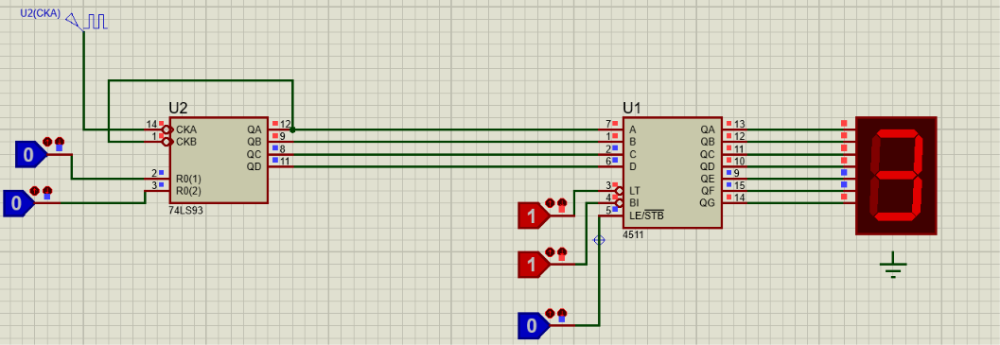 U2(CKA)
U2
14 CKA QA 12
1 CKB QB 9
QC 8
QD 11
2 R0(1)
3 R0(2)
74LS93
0
0
U1
7 A QA 13
1 B QB 12
2 C QC 11
6 D QD 10
QE 9
3 LT QF 15
4 BI QG 14
5 LE/STB
4511
1
1
0
3